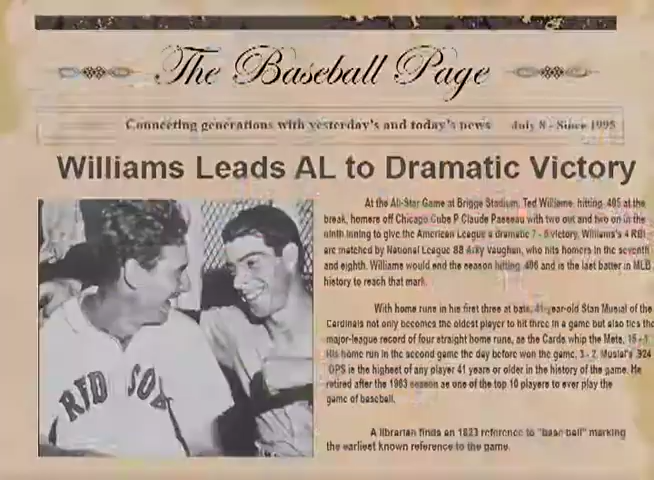 The Baseball Page
Connecting generations with yesterday's and today's news July 8 - Since 1995
Williams Leads AL to Dramatic Victory
At the All-Star Game at Briggs Stadium, Ted Williams, hitting .405 at the
break, homers off Chicago Cubs P Claude Passeau with two out and two on in the
ninth inning to give the American League a dramatic 7 - 5 victory. Williams's 4 RBI
are matched by National League SS Arky Vaughan, who hits homers in the seventh
and eighth. Williams would end the season hitting .406 and is the last batter in MLB
history to reach that mark.
With home run in his first three at bats, 41-year-old Stan Musial of the
Cardinals not only becomes the oldest player to hit three in a game but also ties the
major-league record of four straight home runs, as the Cards whip the Mets, 15 - 1
His home run in the second game the day before won the game, 3 - 2. Musial's .924
OPS is the highest of any player 41 years or older in the history of the game. He
retired after the 1963 season as one of the top 10 players to ever play the
game of baseball.
A librarian finds an 1823 reference to "base ball" marking
the earliest known reference to the game.
RED SOX